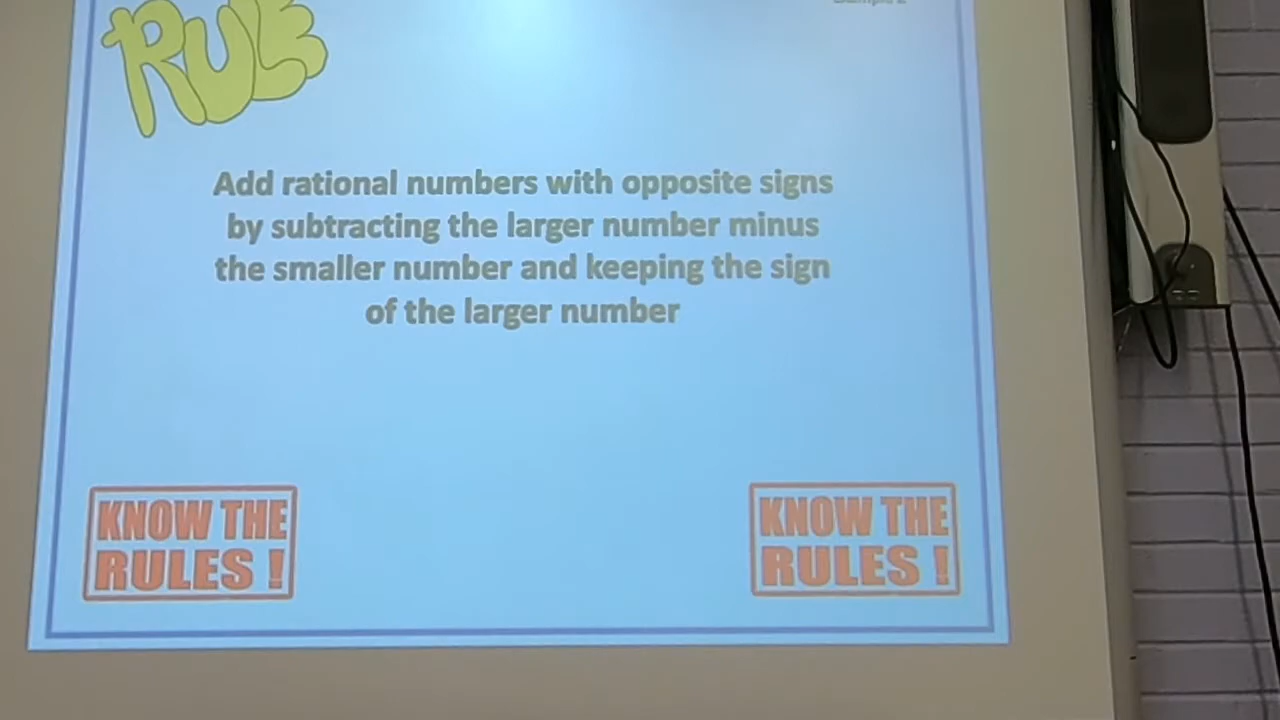 RULE
Add rational numbers with opposite signs
by subtracting the larger number minus
the smaller number and keeping the sign
of the larger number
KNOW THE
RULES !
KNOW THE
RULES !